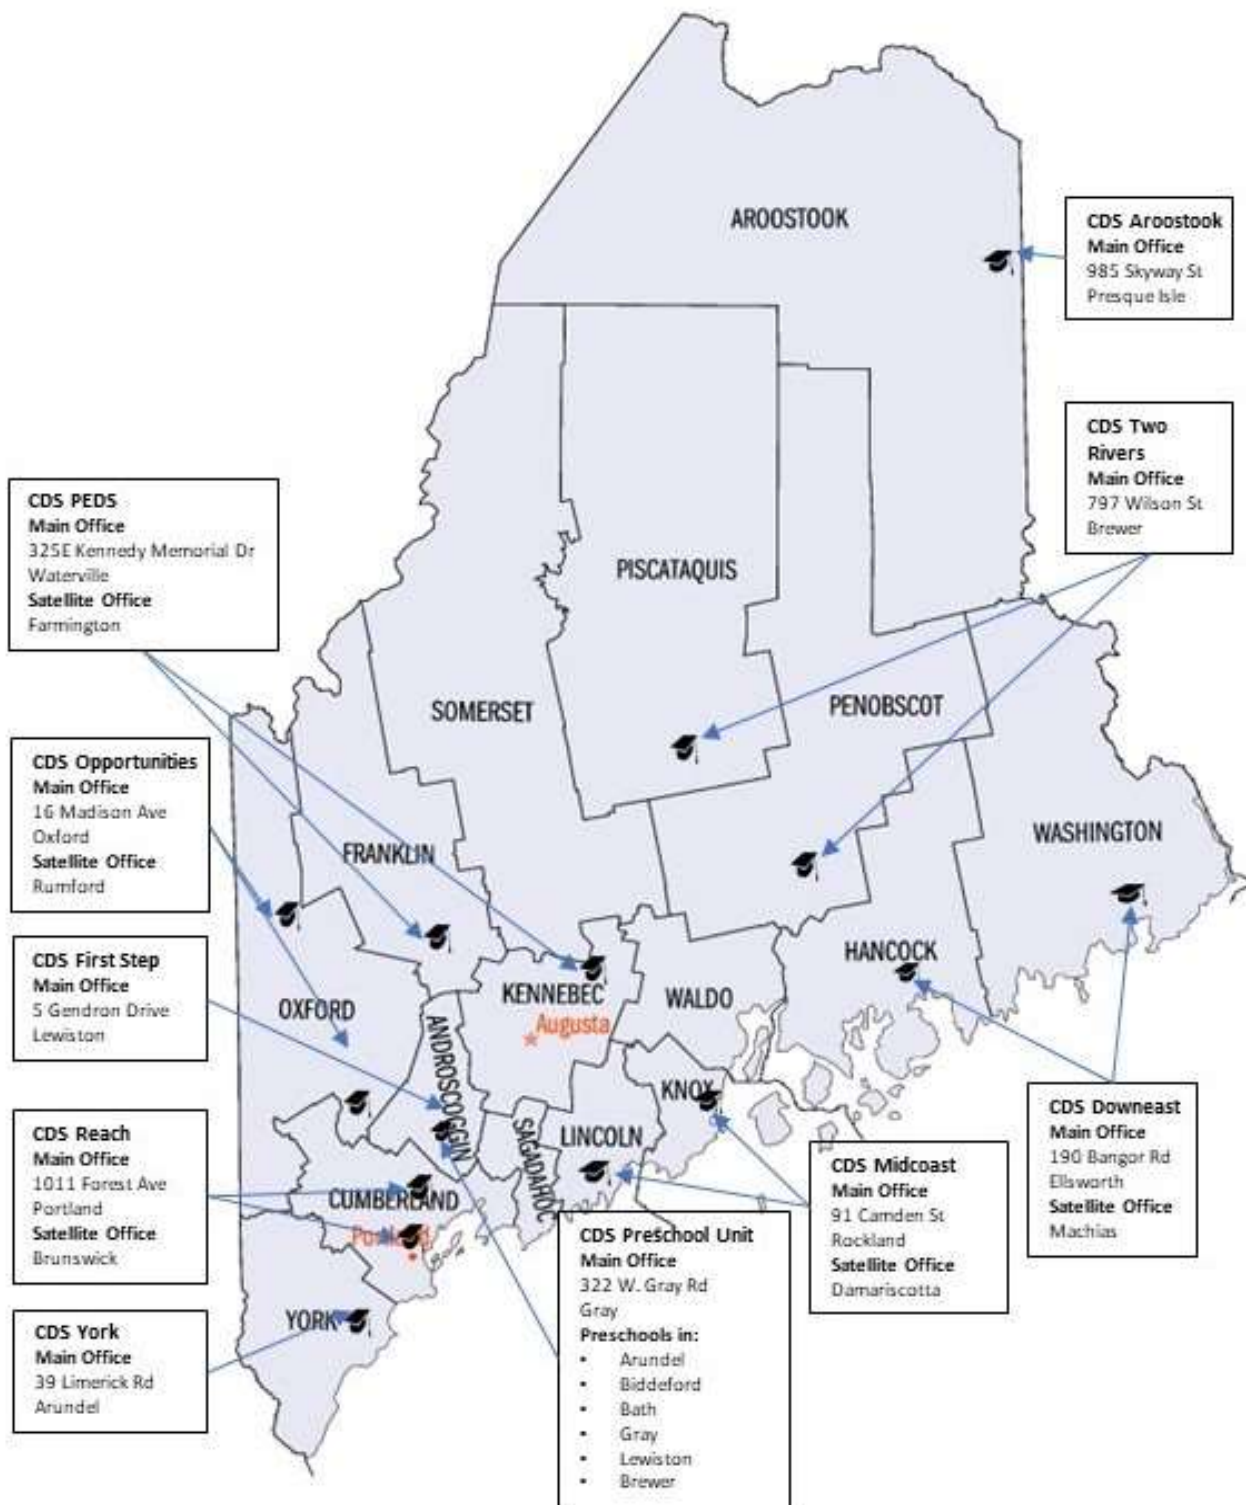 AROOSTOOK
CDS Aroostook
Main Office
985 Skyway St
Presque Isle
CDS Two
Rivers
Main Office
797 Wilson St
Brewer
CDS PEDS
Main Office
325E Kennedy Memorial Dr
Waterville
Satellite Office
Farmington
PISCATAQUIS
SOMERSET
PENOBSCOT
CDS Opportunities
Main Office
16 Madison Ave
Oxford
Satellite Office
Rumford
FRANKLIN
WASHINGTON
HANCOCK
CDS First Step
Main Office
5 Gendron Drive
Lewiston
OXFORD
ANDROSCOGGIN
KENNEBEC
Augusta
WALDO
KNOX
LINCOLN
SAGADAHOC
CDS Reach
Main Office
1011 Forest Ave
Portland
Satellite Office
Brunswick
CUMBERLAND
Portland
CDS Downeast
Main Office
190 Bangor Rd
Ellsworth
Satellite Office
Machias
CDS Midcoast
Main Office
91 Camden St
Rockland
Satellite Office
Damariscotta
CDS Preschool Unit
Main Office
322 W. Gray Rd
Gray
Preschools in:
• Arundel
• Biddeford
• Bath
• Gray
• Lewiston
• Brewer
YORK
CDS York
Main Office
39 Limerick Rd
Arundel